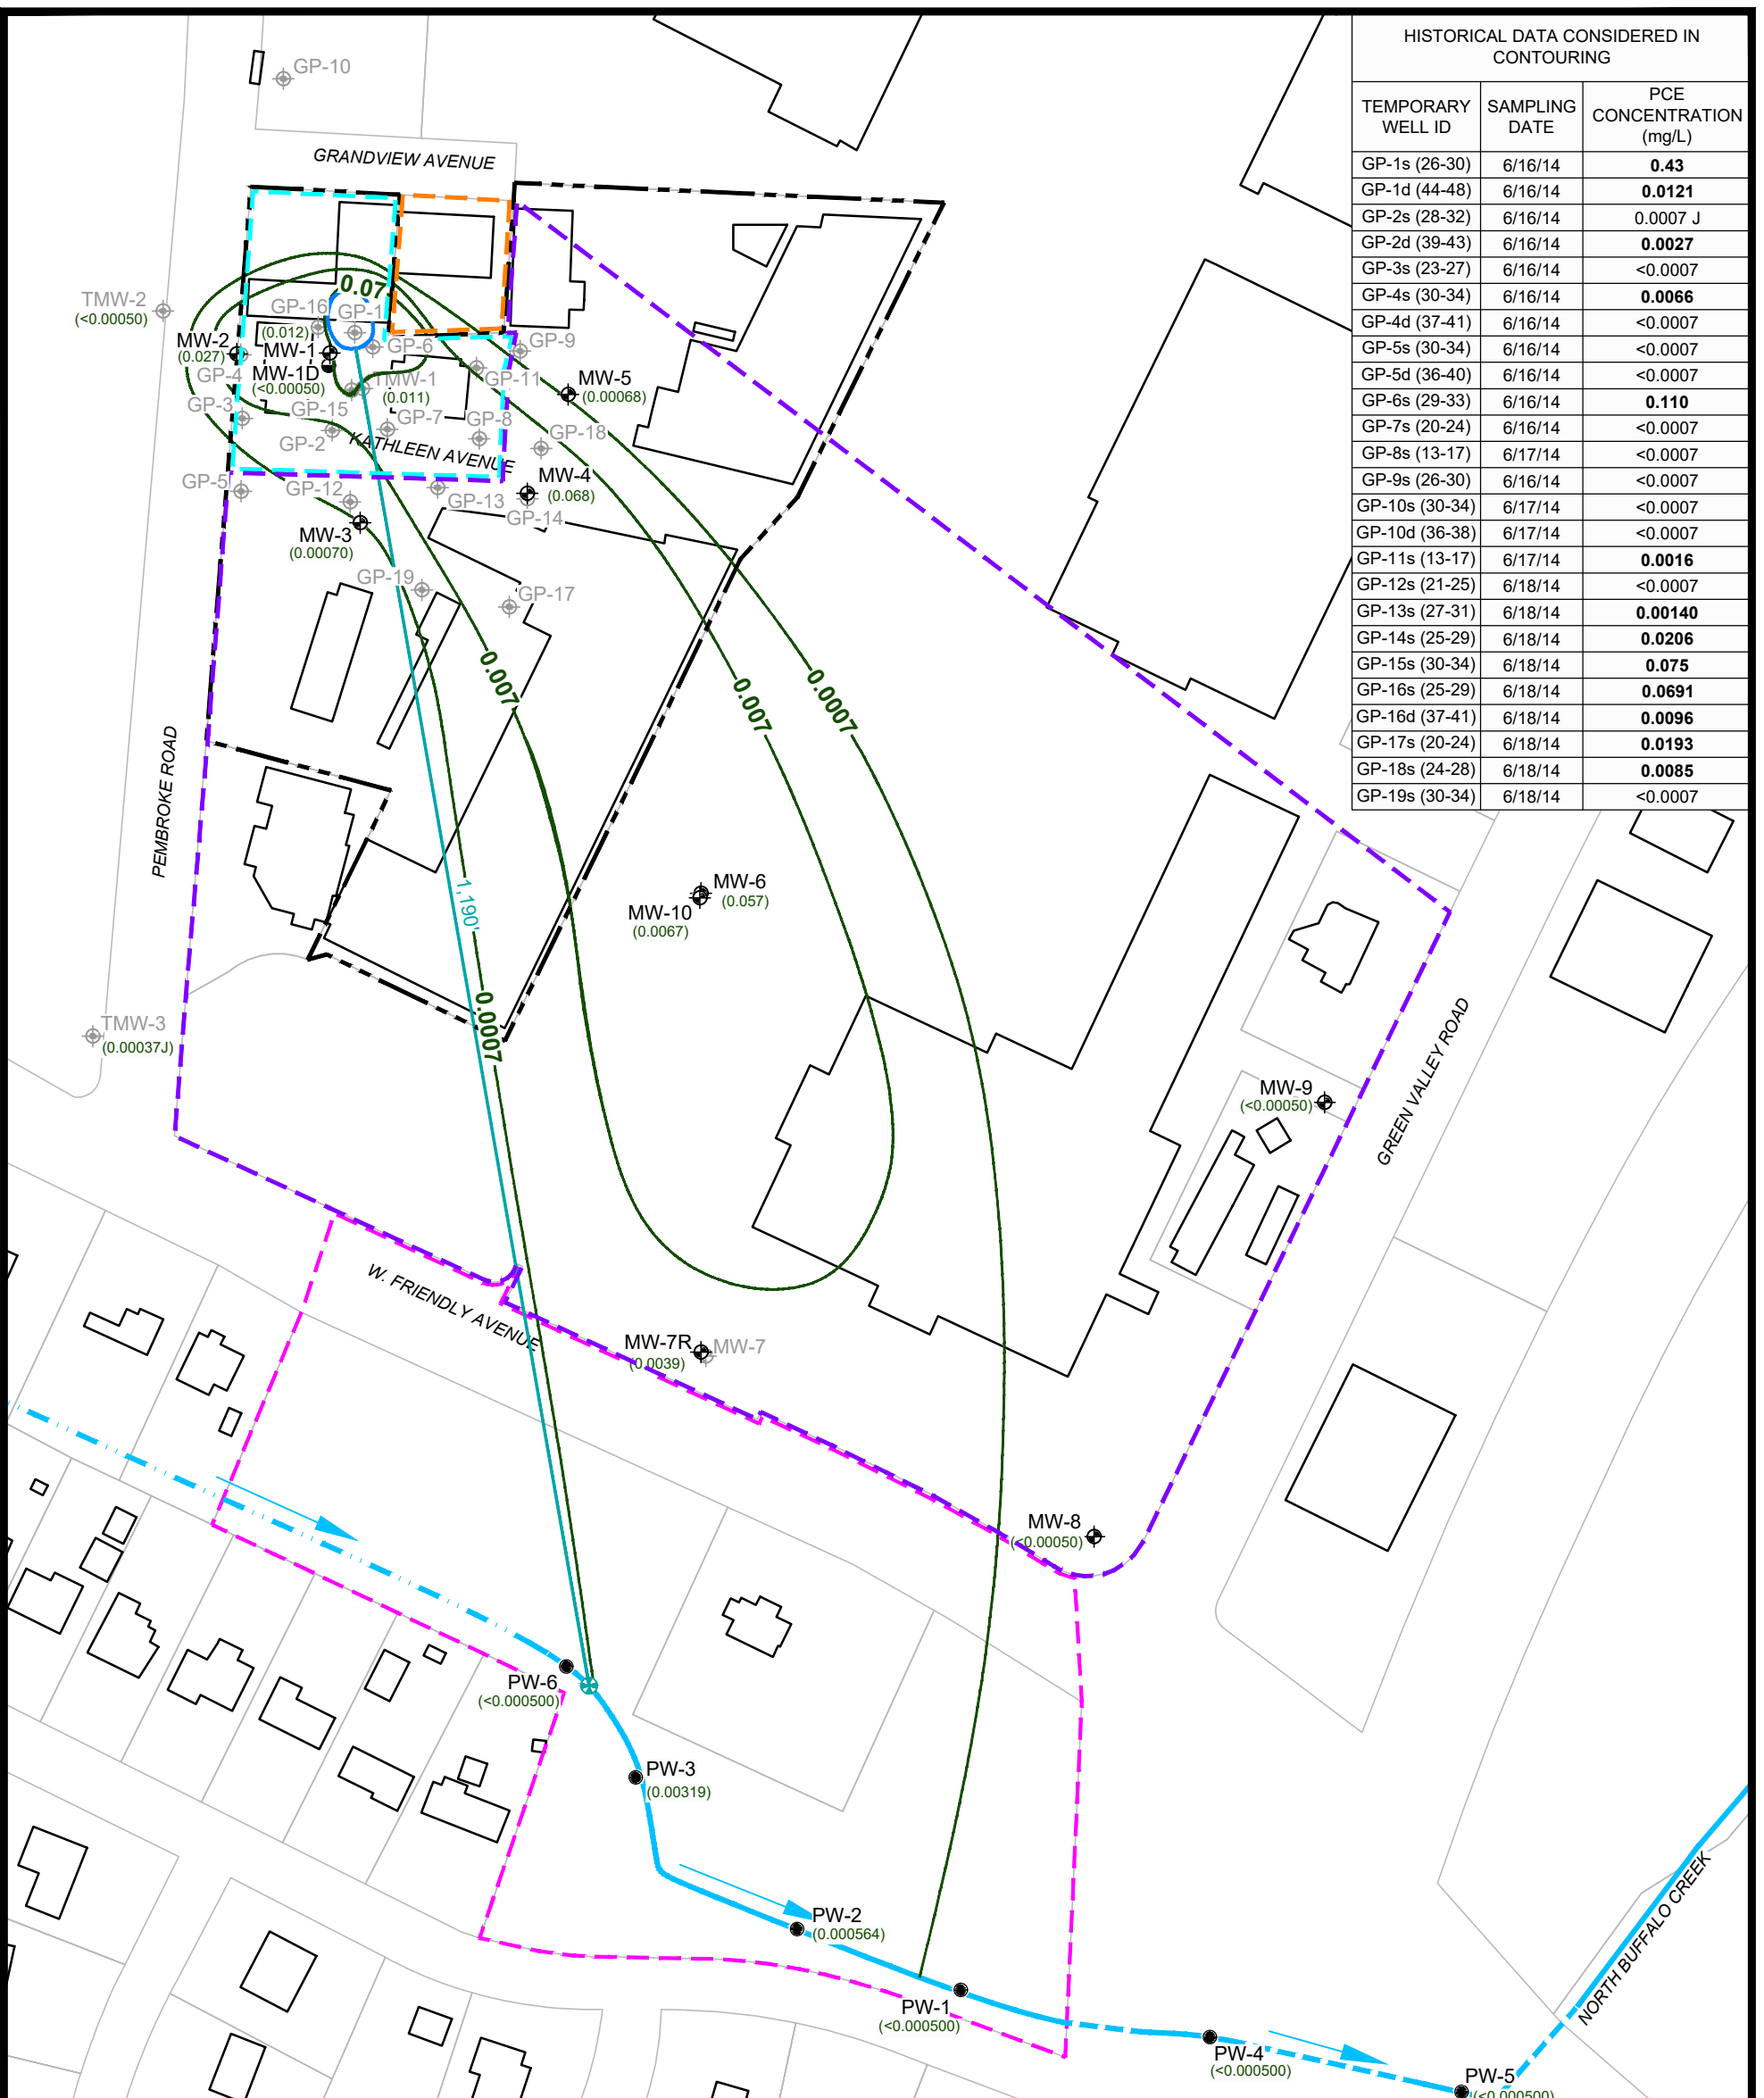 HISTORICAL DATA CONSIDERED IN
CONTOURING
TEMPORARY WELL ID | SAMPLING DATE | PCE CONCENTRATION (mg/L)
GP-1s (26-30) 6/16/14 0.43
GP-1d (44-48) 6/16/14 0.0121
GP-2s (28-32) 6/16/14 0.0007 J
GP-2d (39-43) 6/16/14 0.0027
GP-3s (23-27) 6/16/14 <0.0007
GP-4s (30-34) 6/16/14 0.0066
GP-4d (37-41) 6/16/14 <0.0007
GP-5s (30-34) 6/16/14 <0.0007
GP-5d (36-40) 6/16/14 <0.0007
GP-6s (29-33) 6/16/14 0.110
GP-7s (20-24) 6/16/14 <0.0007
GP-8s (13-17) 6/17/14 <0.0007
GP-9s (26-30) 6/16/14 <0.0007
GP-10s (30-34) 6/17/14 <0.0007
GP-10d (36-38) 6/17/14 <0.0007
GP-11s (13-17) 6/17/14 0.0016
GP-12s (21-25) 6/18/14 <0.0007
GP-13s (27-31) 6/18/14 0.00140
GP-14s (25-29) 6/18/14 0.0206
GP-15s (30-34) 6/18/14 0.075
GP-16s (25-29) 6/18/14 0.0691
GP-16d (37-41) 6/18/14 0.0096
GP-17s (20-24) 6/18/14 0.0193
GP-18s (24-28) 6/18/14 0.0085
GP-19s (30-34) 6/18/14 <0.0007
GP-10
GRANDVIEW AVENUE
0.07
TMW-2
(<0.00050)
GP-16
GP-1
(0.012)
MW-2
(0.027)
MW-1
GP-6
GP-9
GP-4
MW-1D
(<0.00050)
TMW-1
(0.011)
GP-11
MW-5
(0.00068)
GP-3
GP-15
GP-7
GP-8
GP-2
KATHLEEN AVENUE
GP-18
GP-5
GP-12
GP-13
MW-4
(0.068)
GP-14
MW-3
(0.00070)
GP-19
GP-17
0.007
0.007
0.0007
PEMBROKE ROAD
1,190'
MW-6
(0.057)
MW-10
(0.0067)
0.0007
TMW-3
(0.00037J)
MW-9
(<0.00050)
GREEN VALLEY ROAD
W. FRIENDLY AVENUE
MW-7R
(0.0039)
MW-7
MW-8
(<0.00050)
PW-6
(<0.000500)
PW-3
(0.00319)
PW-2
(0.000564)
PW-1
(<0.000500)
NORTH BUFFALO CREEK
PW-4
(<0.000500)
PW-5
(<0.000500)